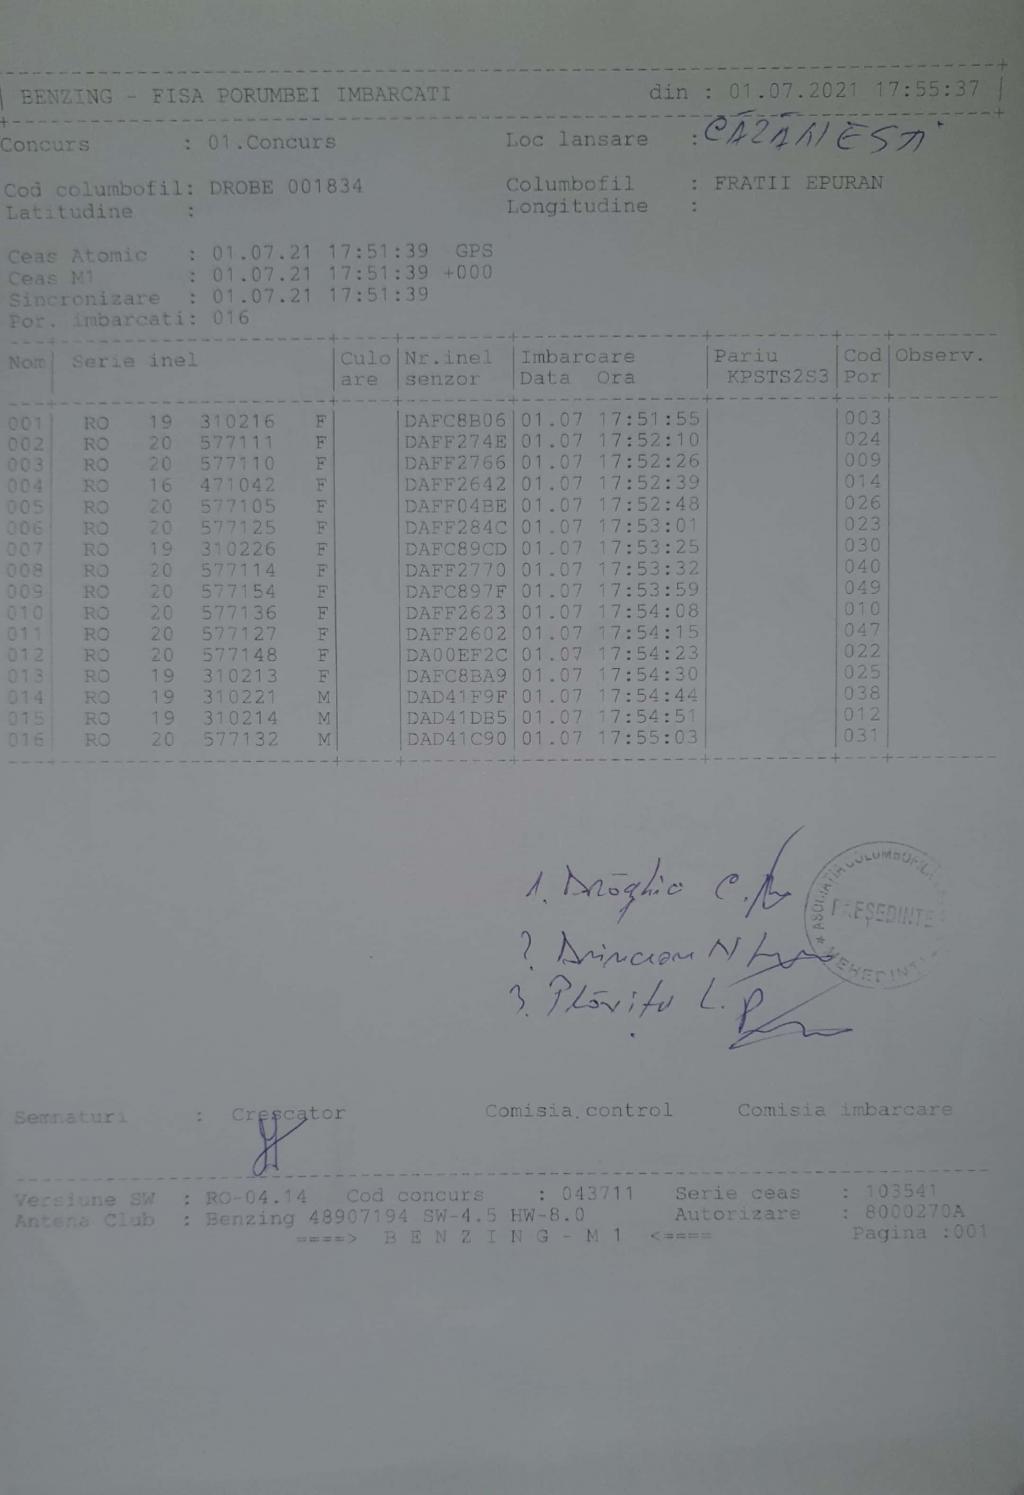 BENZING - FISA PORUMBEI IMBARCATI din : 01.07.2021 17:55:37
Concurs : 01.Concurs Loc lansare : CĂZĂNEȘTI
Cod columbofil: DROBE 001834 Columbofil : FRATII EPURAN
Latitudine : Longitudine :
Ceas Atomic : 01.07.21 17:51:39 GPS
Ceas M1 : 01.07.21 17:51:39 +000
Sincronizare : 01.07.21 17:51:39
Por. imbarcati: 016
Nom Serie inel Culo Nr.inel Imbarcare Pariu Cod Observ.
are senzor Data Ora KPSTS2S3 Por
001 RO 19 310216 F DAFC8B06 01.07 17:51:55 003
002 RO 20 577111 F DAFF274E 01.07 17:52:10 024
003 RO 20 577110 F DAFF2766 01.07 17:52:26 009
004 RO 16 471042 F DAFF2642 01.07 17:52:39 014
005 RO 20 577105 F DAFF04BE 01.07 17:52:48 026
006 RO 20 577125 F DAFF284C 01.07 17:53:01 023
007 RO 19 310226 F DAFC89CD 01.07 17:53:25 030
008 RO 20 577114 F DAFF2770 01.07 17:53:32 040
009 RO 20 577154 F DAFC897F 01.07 17:53:59 049
010 RO 20 577136 F DAFF2623 01.07 17:54:08 010
011 RO 20 577127 F DAFF2602 01.07 17:54:15 047
012 RO 20 577148 F DA00EF2C 01.07 17:54:23 022
013 RO 19 310213 F DAFC8BA9 01.07 17:54:30 025
014 RO 19 310221 M DAD41F9F 01.07 17:54:44 038
015 RO 19 310214 M DAD41DB5 01.07 17:54:51 012
016 RO 20 577132 M DAD41C90 01.07 17:55:03 031
1. Drăghia C.
ASOCIATIA COLUMBOFILA
PREȘEDINTE
MEHEDINTI
2. N
3. Plăvițu L.
Semnaturi : Crescator Comisia.control Comisia imbarcare
Versiune SW : RO-04.14 Cod concurs : 043711 Serie ceas : 103541
Antena Club : Benzing 48907194 SW-4.5 HW-8.0 Autorizare : 8000270A
====> B E N Z I N G - M 1 <==== Pagina :001